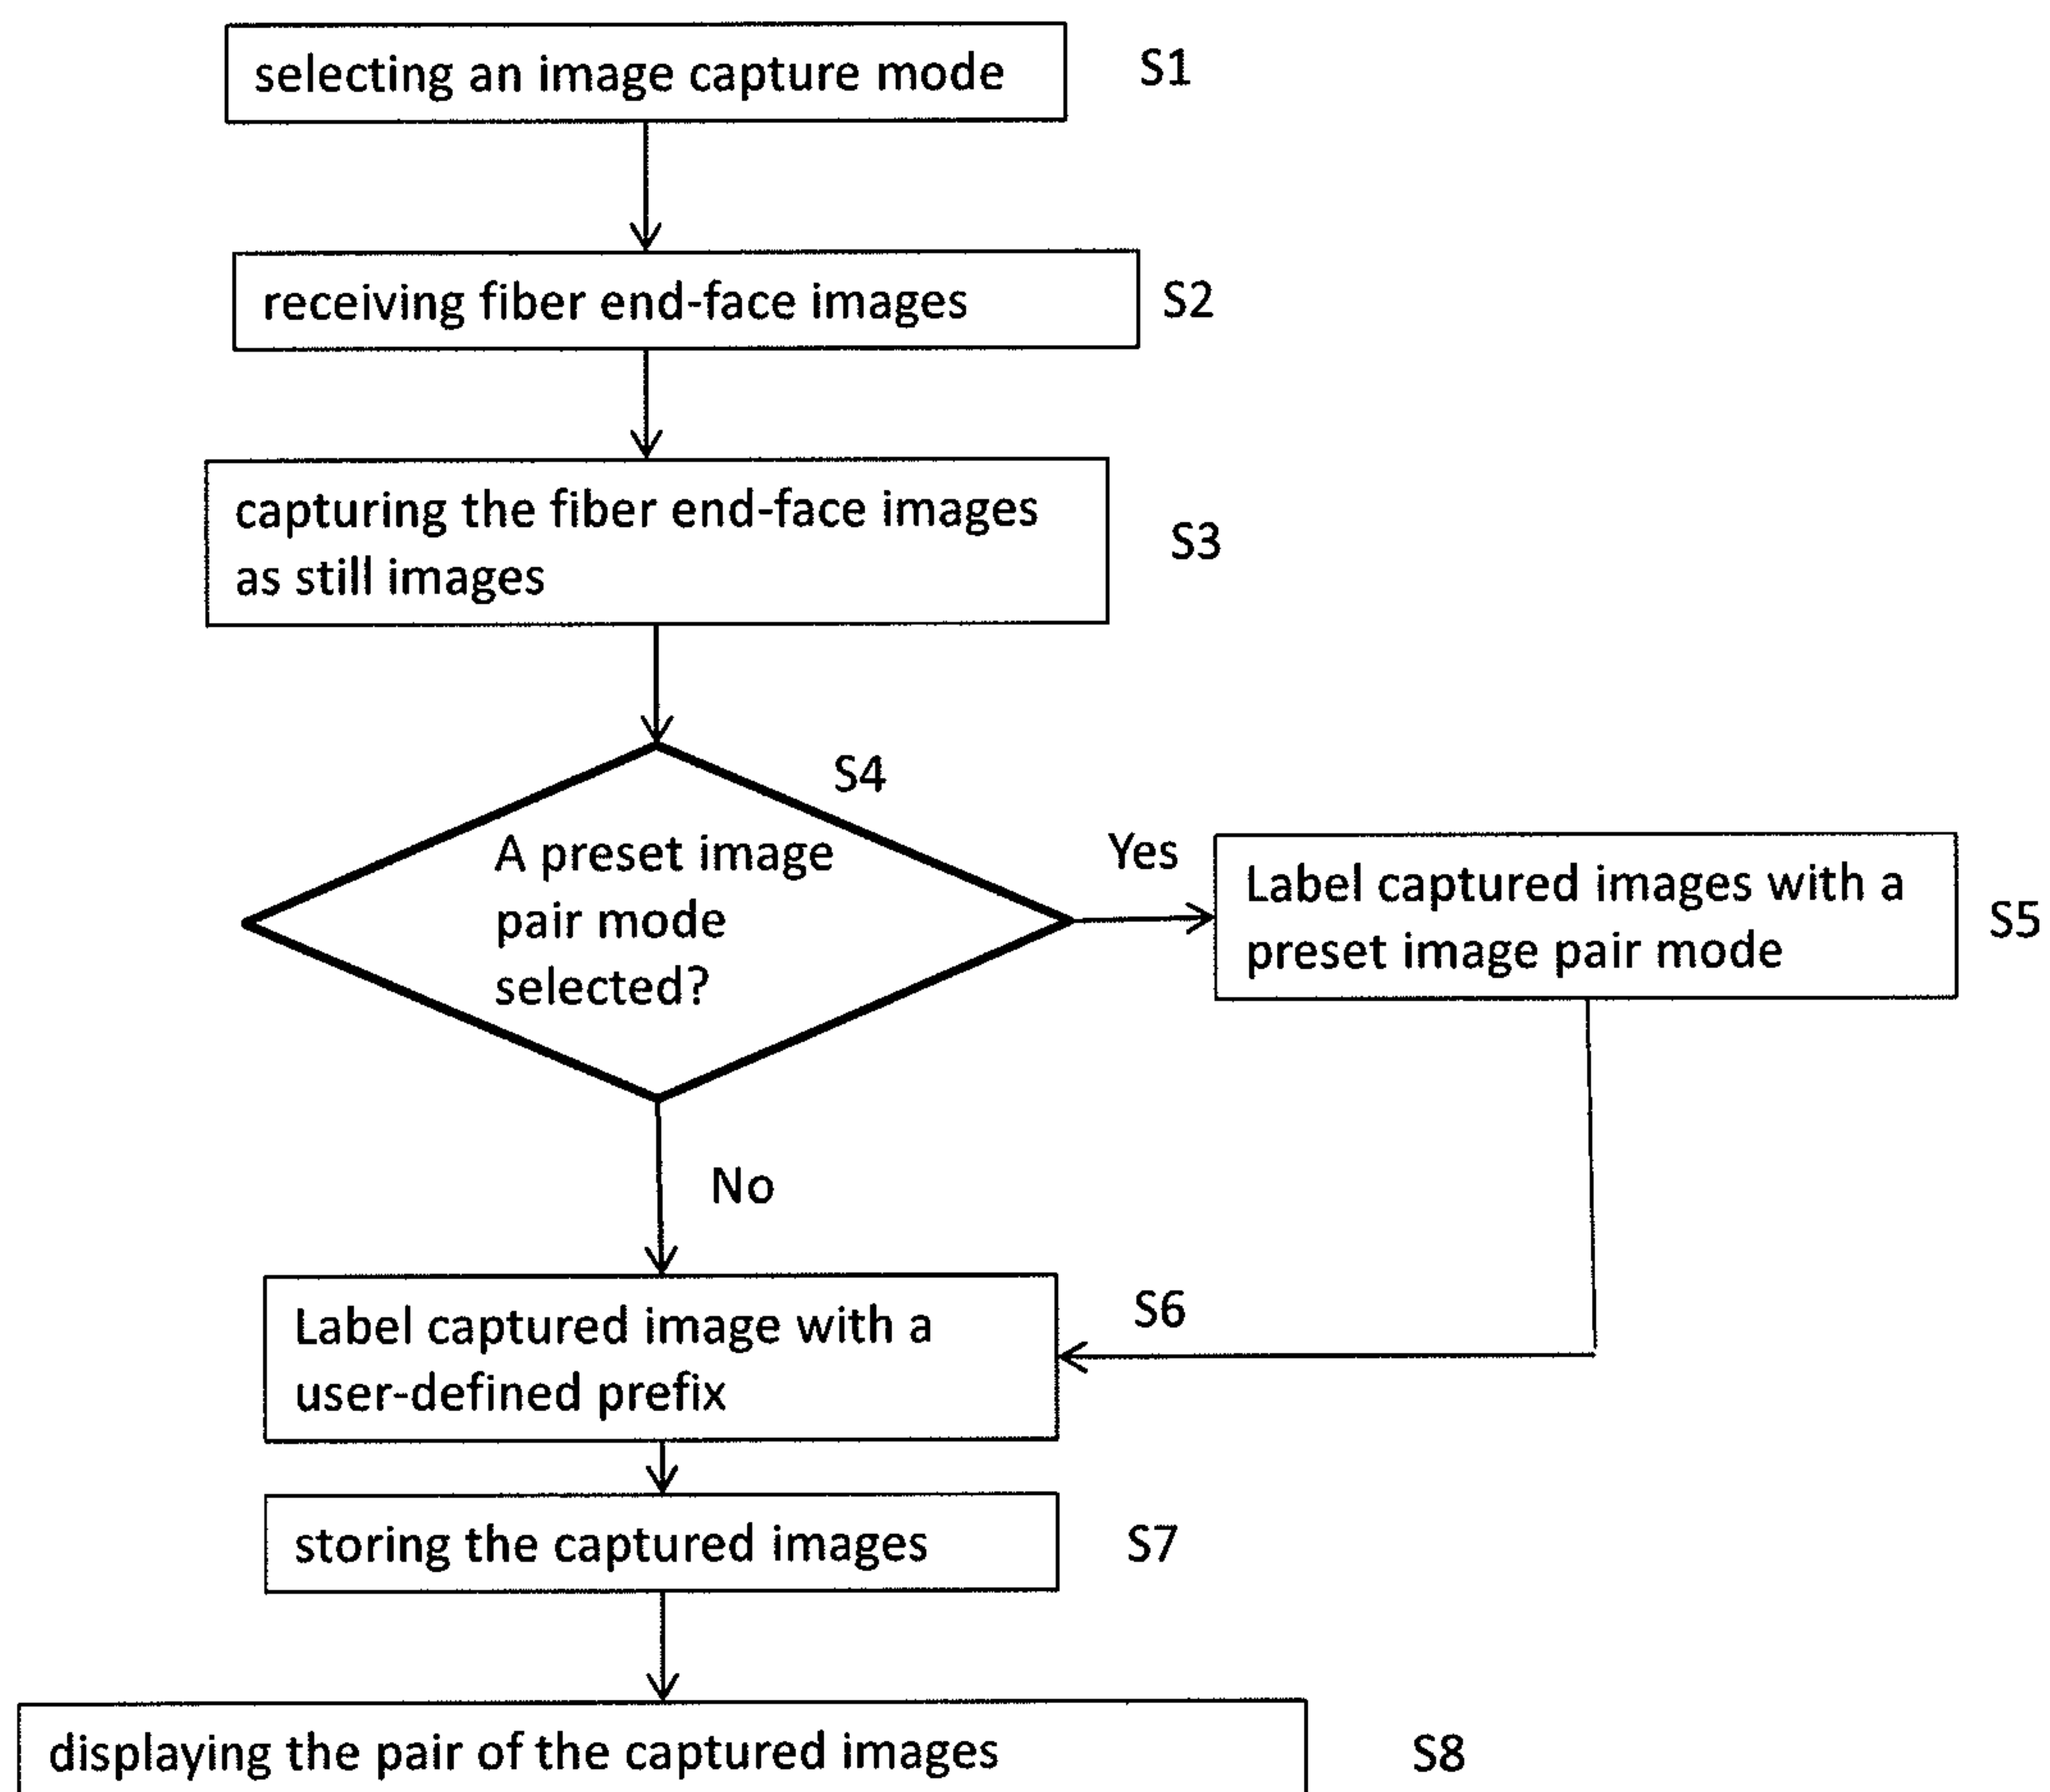 selecting an image capture mode
S1
receiving fiber end-face images
S2
capturing the fiber end-face images
as still images
S3
S4
A preset image
pair mode
selected?
Yes
Label captured images with a
preset image pair mode
S5
No
Label captured image with a
user-defined prefix
S6
storing the captured images
S7
displaying the pair of the captured images
S8